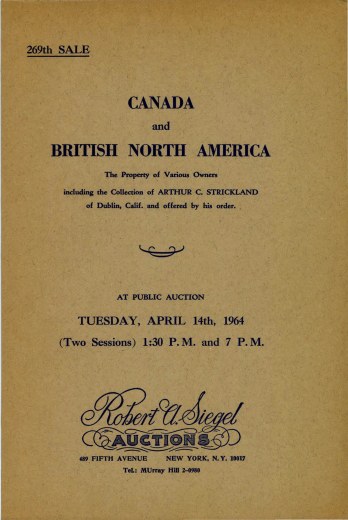 269th SALE
CANADA
and
BRITISH NORTH AMERICA
The Property of Various Owners
including the Collection of ARTHUR C. STRICKLAND
of Dublin, Calif. and offered by his order.
AT PUBLIC AUCTION
TUESDAY, APRIL 14th, 1964
(Two Sessions) 1:30 P.M. and 7 P.M.
Robert A. Siegel
AUCTIONS
489 FIFTH AVENUE NEW YORK, N.Y. 10017
Tel.: MUrray Hill 2-0980